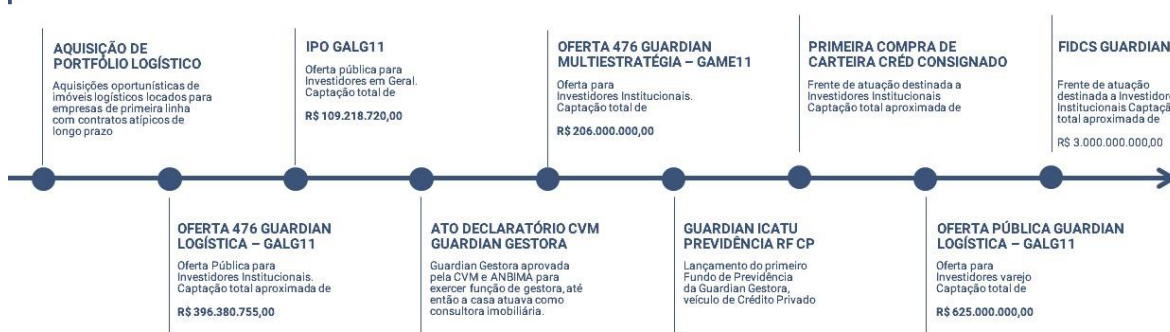 AQUISIÇÃO DE
PORTFÓLIO LOGÍSTICO
Aquisições oportunísticas de
imóveis logísticos locados para
empresas de primeira linha
com contratos atípicos de
longo prazo
OFERTA 476 GUARDIAN
LOGÍSTICA – GALG11
Oferta Pública para
Investidores Institucionais.
Captação total aproximada de
R$ 396.380.755,00
IPO GALG11
Oferta pública para
Investidores em Geral.
Captação total de
R$ 109.218.720,00
ATO DECLARATÓRIO CVM
GUARDIAN GESTORA
Guardian Gestora aprovada
pela CVM e ANBIMA para
exercer função de gestora, até
então a casa atuava como
consultora imobiliária.
OFERTA 476 GUARDIAN
MULTIESTRATÉGIA – GAME11
Oferta para
Investidores Institucionais.
Captação total de
R$ 206.000.000,00
GUARDIAN ICATU
PREVIDÊNCIA RF CP
Lançamento do primeiro
Fundo de Previdência
da Guardian Gestora,
veículo de Crédito Privado
PRIMEIRA COMPRA DE
CARTEIRA CRÉD CONSIGNADO
Frente de atuação destinada a
Investidores Institucionais
Captação total aproximada de
OFERTA PÚBLICA GUARDIAN
LOGÍSTICA – GALG11
Oferta para
Investidores varejo
Captação total de
R$ 625.000.000,00
FIDCS GUARDIAN
Frente de atuação
destinada a Investidore
Institucionais Captaçã
total aproximada de
R$ 3.000.000.000,00